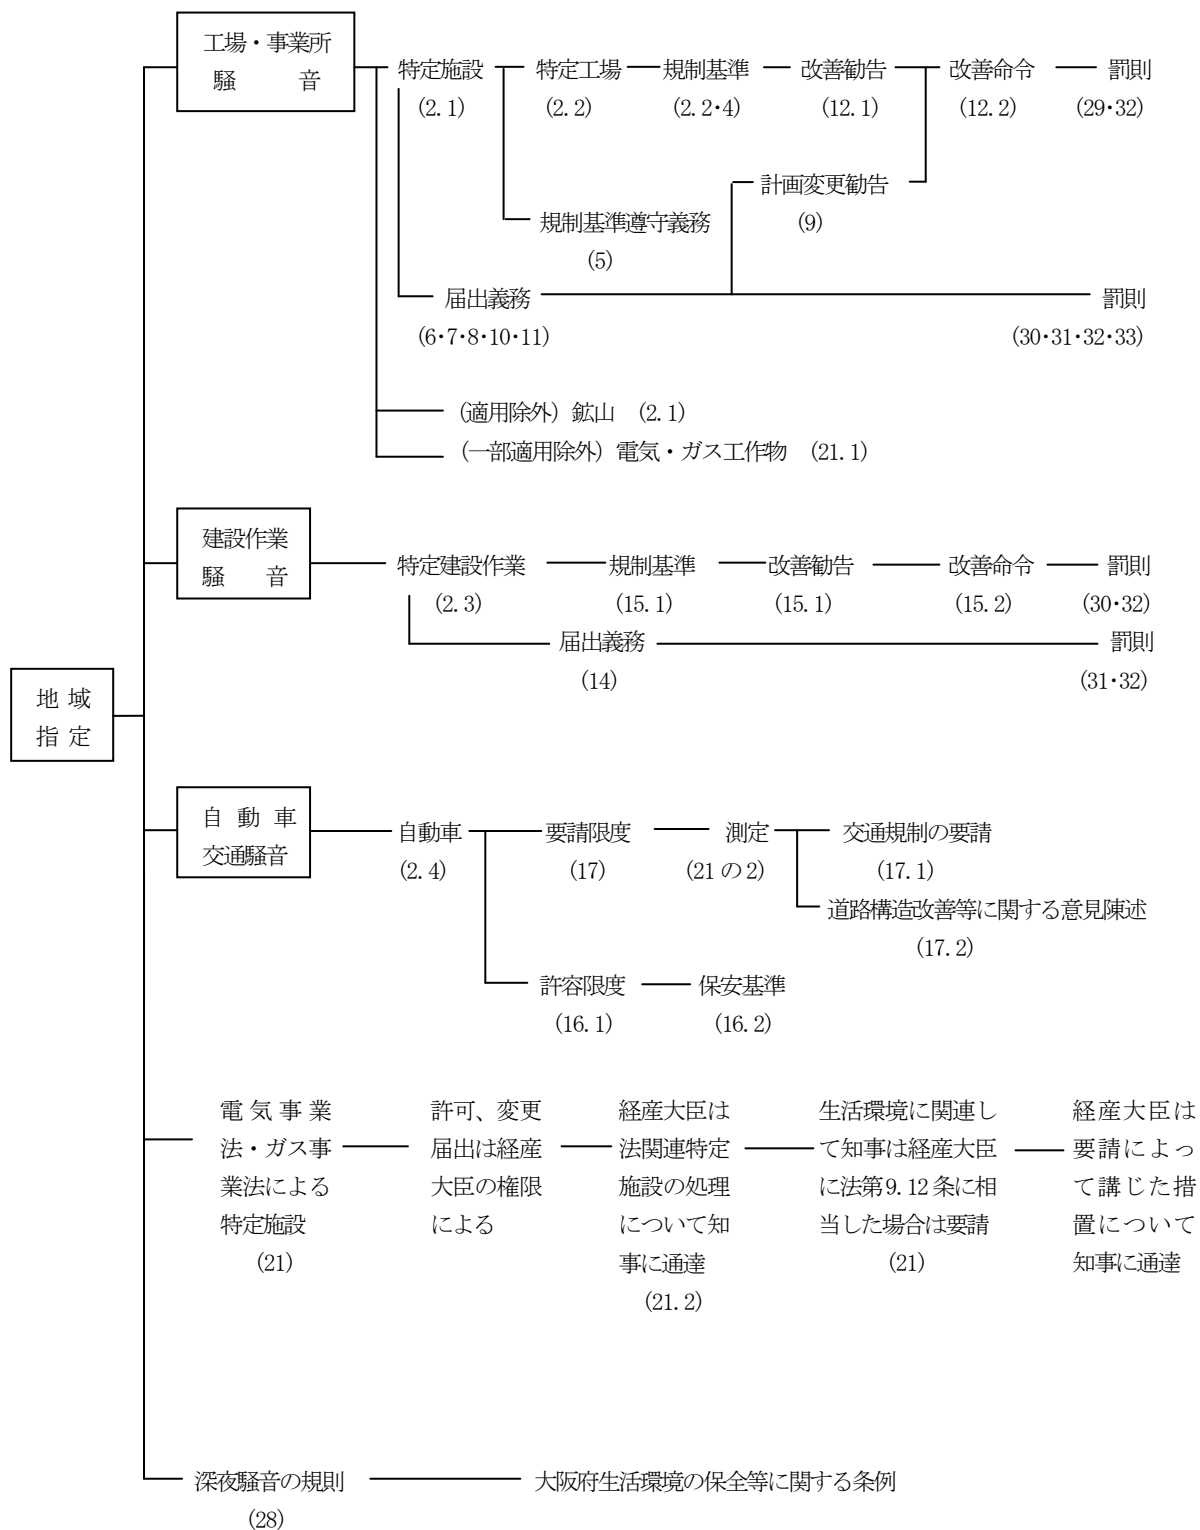 工場・事業所
騒　　　音
特定施設　特定工場　規制基準　改善勧告　改善命令　罰則
(2.1)　(2.2)　(2.2・4)　(12.1)　(12.2)　(29・32)
計画変更勧告
(9)
規制基準遵守義務
(5)
届出義務　罰則
(6・7・8・10・11)　(30・31・32・33)
(適用除外) 鉱山　(2.1)
(一部適用除外) 電気・ガス工作物　(21.1)
建設作業
騒　　音
特定建設作業　規制基準　改善勧告　改善命令　罰則
(2.3)　(15.1)　(15.1)　(15.2)　(30・32)
届出義務　罰則
(14)　(31・32)
地 域
指 定
自 動 車
交通騒音
自動車　要請限度　測定　交通規制の要請
(2.4)　(17)　(21の2)　(17.1)
道路構造改善等に関する意見陳述
(17.2)
許容限度　保安基準
(16.1)　(16.2)
電気事業
法・ガス事
業法による
特定施設
(21)
許可、変更
届出は経産
大臣の権限
による
経産大臣は
法関連特定
施設の処理
について知
事に通達
(21.2)
生活環境に関連し
て知事は経産大臣
に法第9.12条に相
当した場合は要請
(21)
経産大臣は
要請によっ
て講じた措
置について
知事に通達
深夜騒音の規則　大阪府生活環境の保全等に関する条例
(28)